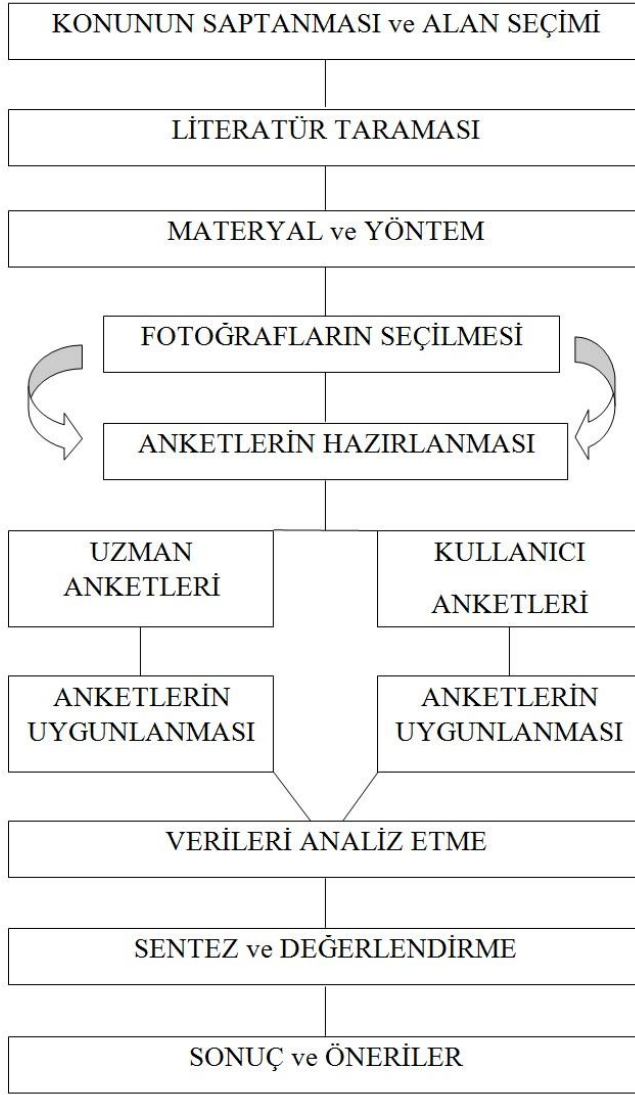 KONUNUN SAPTANMASI ve ALAN SEÇİMİ
LİTERATÜR TARAMASI
MATERYAL ve YÖNTEM
FOTOĞRAFLARIN SEÇİLMESİ
ANKETLERİN HAZIRLANMASI
UZMAN
ANKETLERİ
KULLANICI
ANKETLERİ
ANKETLERİN
UYGUNLANMASI
ANKETLERİN
UYGUNLANMASI
VERİLERİ ANALİZ ETME
SENTEZ ve DEĞERLENDİRME
SONUÇ ve ÖNERİLER